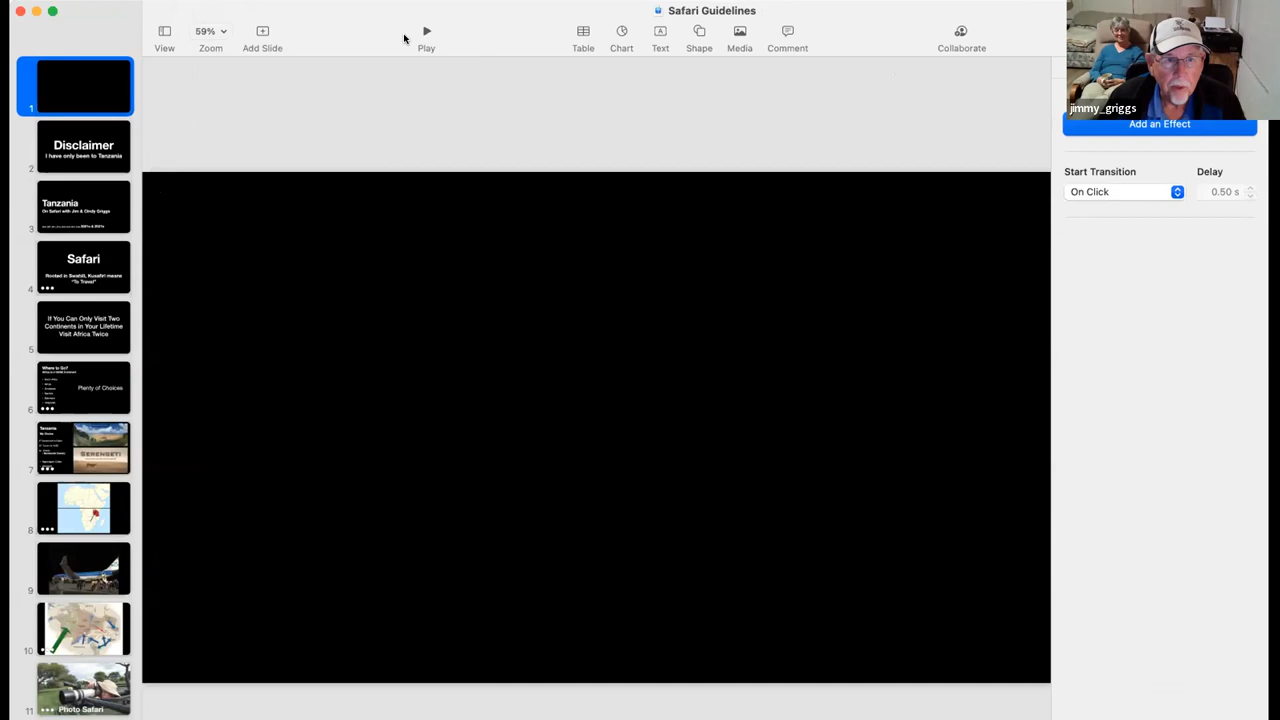 Safari Guidelines
59%
View
Zoom
Add Slide
Play
Table
Chart
Text
Shape
Media
Comment
Collaborate
jimmy_griggs
Add an Effect
Start Transition
Delay
On Click
0.50 s
1
Disclaimer
I have only been to Tanzania
2
Tanzania
On Safari with Jim & Cindy Griggs
3
Safari
Rooted in Swahili, Kusafiri means
"To Travel"
4
If You Can Only Visit Two
Continents in Your Lifetime
Visit Africa Twice
5
Where to Go?
Plenty of Choices
6
Tanzania
SERENGETI
7
8
9
10
Photo Safari
11